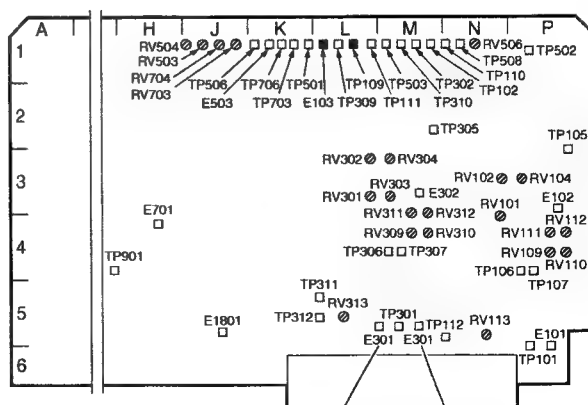 A H J K L M N P
1 RV504 RV506 TP502
RV503 TP508
RV704 TP506 TP706 TP501 TP109 TP503 TP302 TP110
RV703 E503 TP703 E103 TP309 TP111 TP310 TP102
2 TP305 TP105
RV302 RV304
3 RV102 RV104
RV303 E302
RV301 RV101 E102
E701 RV311 RV312 RV112
RV111
4 RV309 RV310
TP306 TP307 RV109
TP901 RV110
TP106 TP107
TP311
5 TP312 RV313 TP301
E1801 E301 E301 TP112 RV113 E101
6 TP101